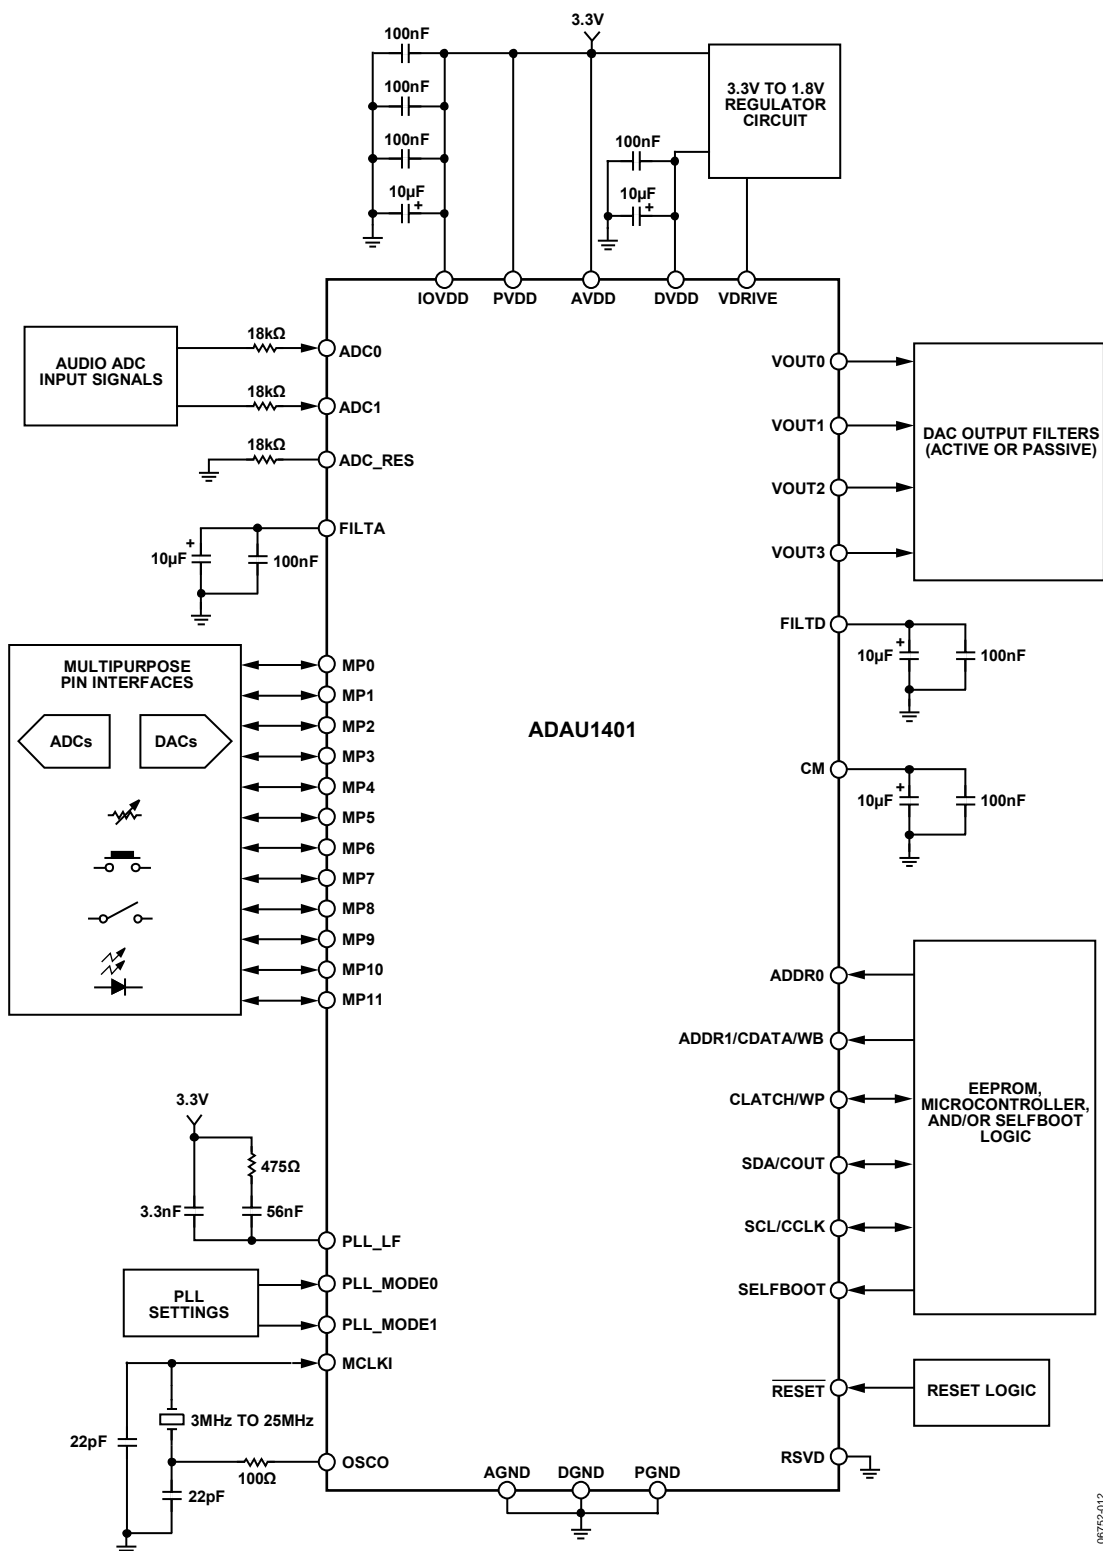 3.3V
100nF
100nF
100nF
10µF
+
3.3V TO 1.8V
REGULATOR
CIRCUIT
100nF
10µF
+
IOVDD
PVDD
AVDD
DVDD
VDRIVE
AUDIO ADC
INPUT SIGNALS
18kΩ
ADC0
18kΩ
ADC1
18kΩ
ADC_RES
FILTA
+
10µF
100nF
VOUT0
VOUT1
VOUT2
VOUT3
DAC OUTPUT FILTERS
(ACTIVE OR PASSIVE)
FILTD
+
10µF
100nF
MULTIPURPOSE
PIN INTERFACES
ADCs
DACs
MP0
MP1
MP2
MP3
MP4
MP5
MP6
MP7
MP8
MP9
MP10
MP11
ADAU1401
CM
+
10µF
100nF
ADDR0
ADDR1/CDATA/WB
CLATCH/WP
SDA/COUT
SCL/CCLK
SELFBOOT
EEPROM,
MICROCONTROLLER,
AND/OR SELFBOOT
LOGIC
3.3V
475Ω
3.3nF
56nF
PLL_LF
PLL
SETTINGS
PLL_MODE0
PLL_MODE1
MCLKI
3MHz TO 25MHz
22pF
100Ω
OSCO
22pF
RESET
RESET LOGIC
RSVD
AGND
DGND
PGND
06752-012